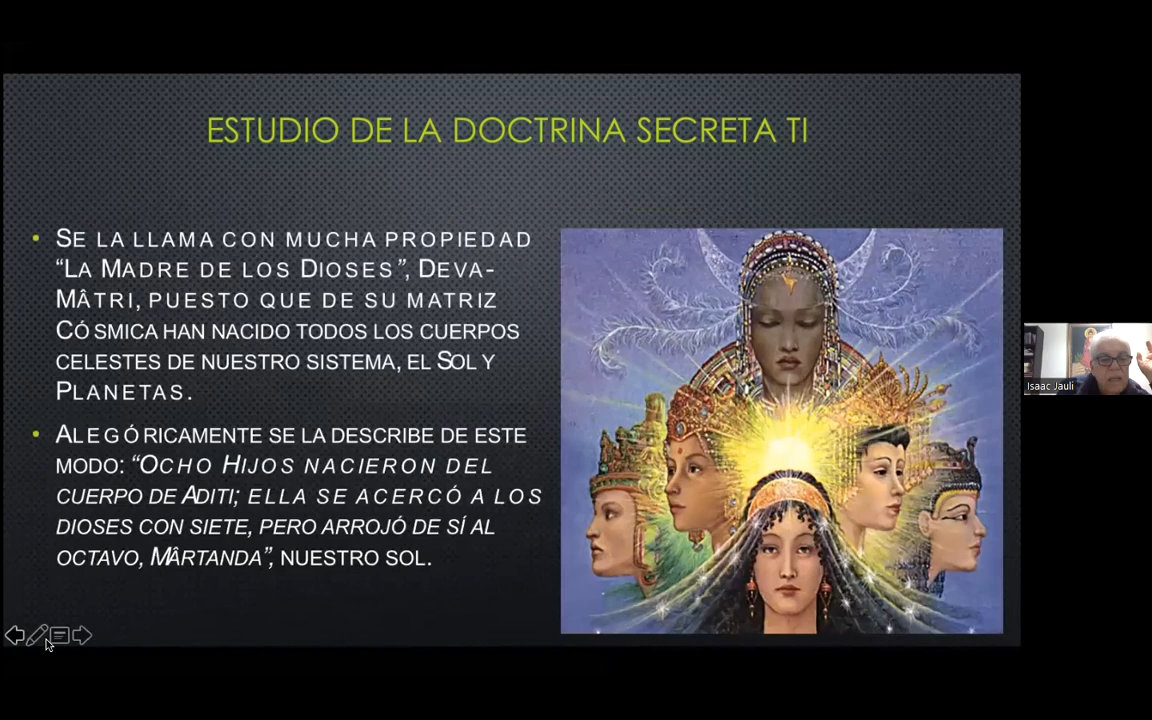 ESTUDIO DE LA DOCTRINA SECRETA TI
• SE LA LLAMA CON MUCHA PROPIEDAD
“LA MADRE DE LOS DIOSES”, DEVA-
MÂTRI, PUESTO QUE DE SU MATRIZ
CÓSMICA HAN NACIDO TODOS LOS CUERPOS
CELESTES DE NUESTRO SISTEMA, EL SOL Y
PLANETAS.
• ALEGÓRICAMENTE SE LA DESCRIBE DE ESTE
MODO: “OCHO HIJOS NACIERON DEL
CUERPO DE ADITI; ELLA SE ACERCÓ A LOS
DIOSES CON SIETE, PERO ARROJÓ DE SÍ AL
OCTAVO, MÂRTANDA”, NUESTRO SOL.
Isaac Jauli